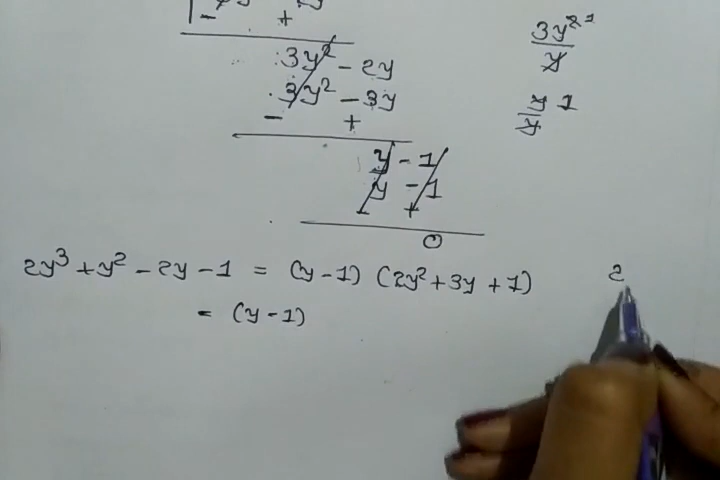 - +
3y² - 2y
3y² - 3y
- +
y - 1
y - 1
- +
0
3y² 1
y
y 1
y
2y³ + y² - 2y - 1 = (y - 1) (2y² + 3y + 1)
= (y - 1)
2